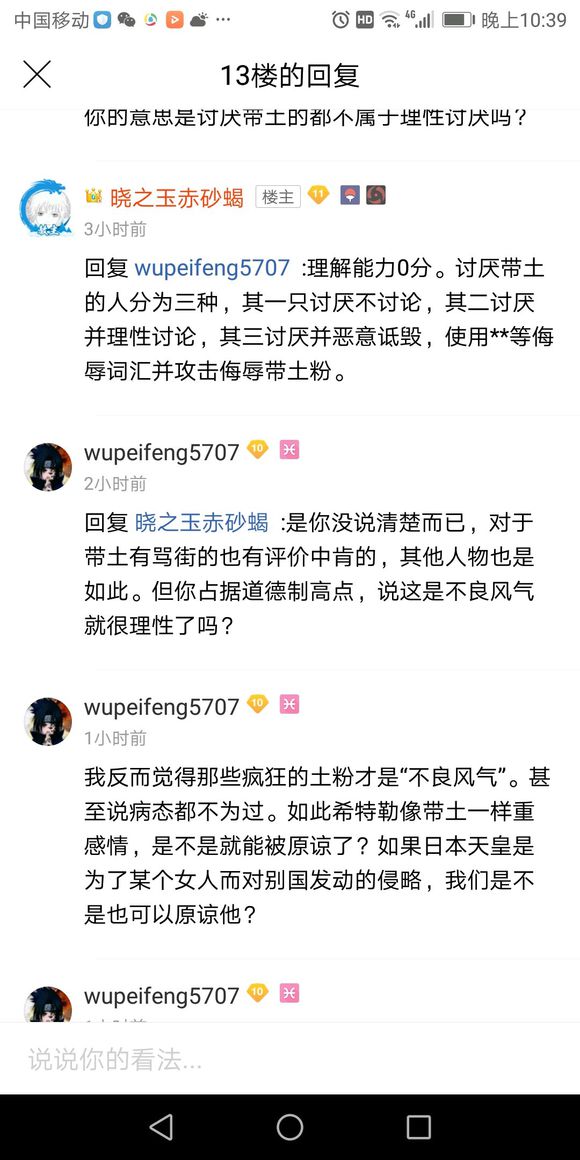 中国移动
4G
HD
晚上10:39
13楼的回复
你的意思是讨厌带土的都不属于理性讨厌吗？
晓之玉赤砂蝎 楼主 11
3小时前
回复 wupeifeng5707 :理解能力0分。讨厌带土
的人分为三种，其一只讨厌不讨论，其二讨厌
并理性讨论，其三讨厌并恶意诋毁，使用**等侮
辱词汇并攻击侮辱带土粉。
wupeifeng5707 10
2小时前
回复 晓之玉赤砂蝎 :是你没说清楚而已，对于
带土有骂街的也有评价中肯的，其他人物也是
如此。但你占据道德制高点，说这是不良风气
就很理性了吗？
wupeifeng5707 10
1小时前
我反而觉得那些疯狂的土粉才是“不良风气”。甚
至说病态都不为过。如此希特勒像带土一样重
感情，是不是就能被原谅了？如果日本天皇是
为了某个女人而对别国发动的侵略，我们是不
是也可以原谅他？
wupeifeng5707 10
说说你的看法...